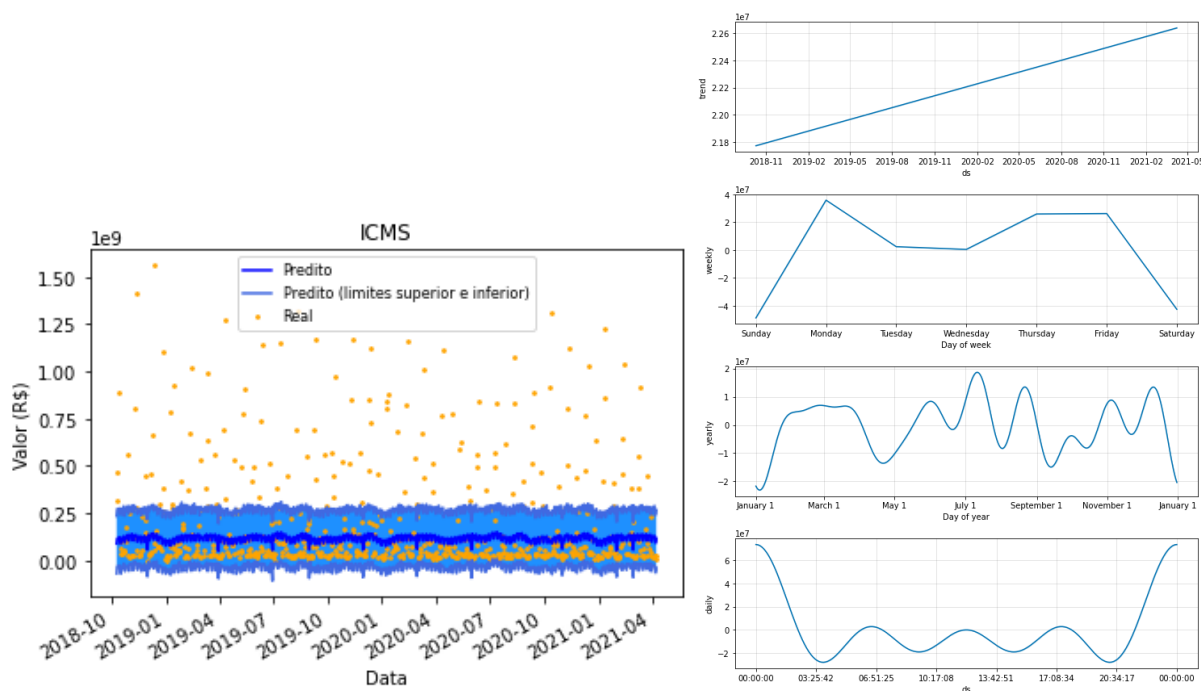 ICMS
1e9
Predito
Predito (limites superior e inferior)
Real
1.50
1.25
1.00
0.75
0.50
0.25
0.00
Valor (R$)
2018-10 2019-01 2019-04 2019-07 2019-10 2020-01 2020-04 2020-07 2020-10 2021-01 2021-04
Data
1e7
2.26
2.24
2.22
2.20
2.18
trend
2018-11 2019-02 2019-05 2019-08 2019-11 2020-02 2020-05 2020-08 2020-11 2021-02 2021-05
ds
1e7
4
2
0
−2
−4
weekly
Sunday Monday Tuesday Wednesday Thursday Friday Saturday
Day of week
1e7
2
1
0
−1
−2
yearly
January 1 March 1 May 1 July 1 September 1 November 1 January 1
Day of year
1e7
6
4
2
0
−2
daily
00:00:00 03:25:42 06:51:25 10:17:08 13:42:51 17:08:34 20:34:17 00:00:00
ds